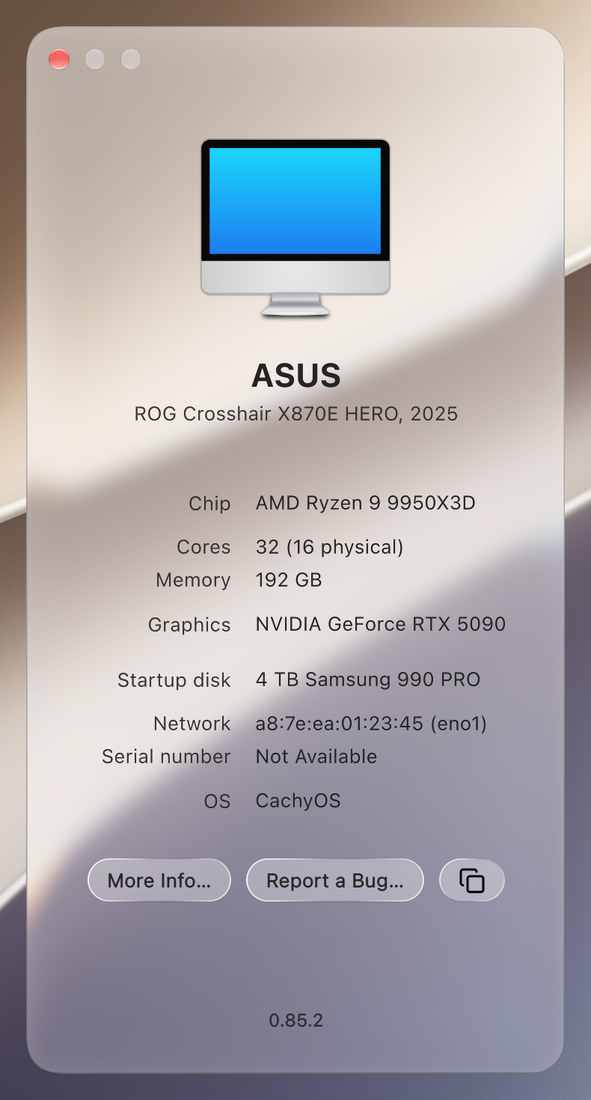 ASUS
ROG Crosshair X870E HERO, 2025
Chip AMD Ryzen 9 9950X3D
Cores 32 (16 physical)
Memory 192 GB
Graphics NVIDIA GeForce RTX 5090
Startup disk 4 TB Samsung 990 PRO
Network a8:7e:ea:01:23:45 (eno1)
Serial number Not Available
OS CachyOS
More Info... Report a Bug...
0.85.2